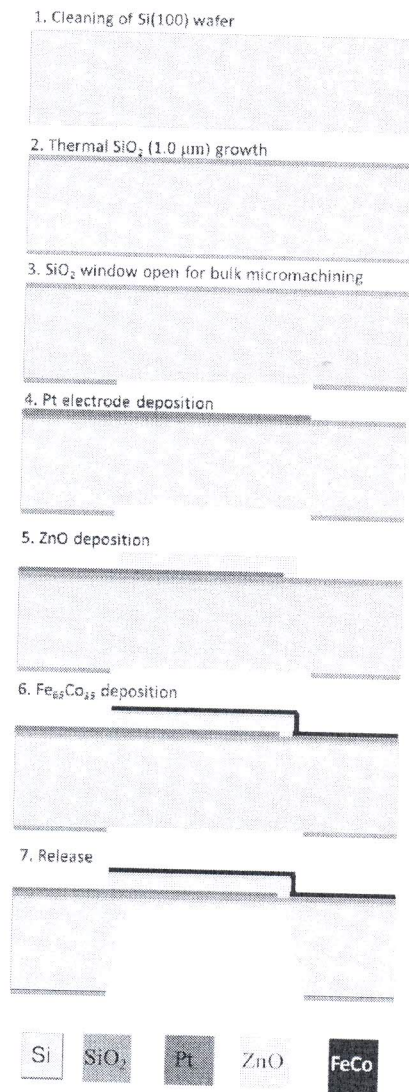 1. Cleaning of Si(100) wafer
2. Thermal SiO₂ (1.0 μm) growth
3. SiO₂ window open for bulk micromachining
4. Pt electrode deposition
5. ZnO deposition
6. Fe₆₅Co₃₅ deposition
7. Release
Si SiO₂ Pt ZnO FeCo